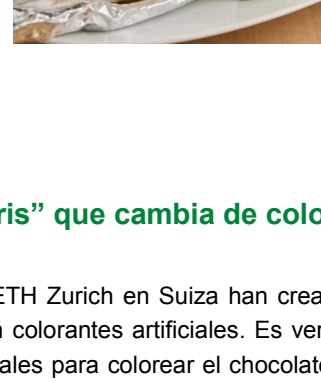 ris” que cambia de colo
ETH Zurich en Suiza han crea
colorantes artificiales. Es ver
ales para colorear el chocolat